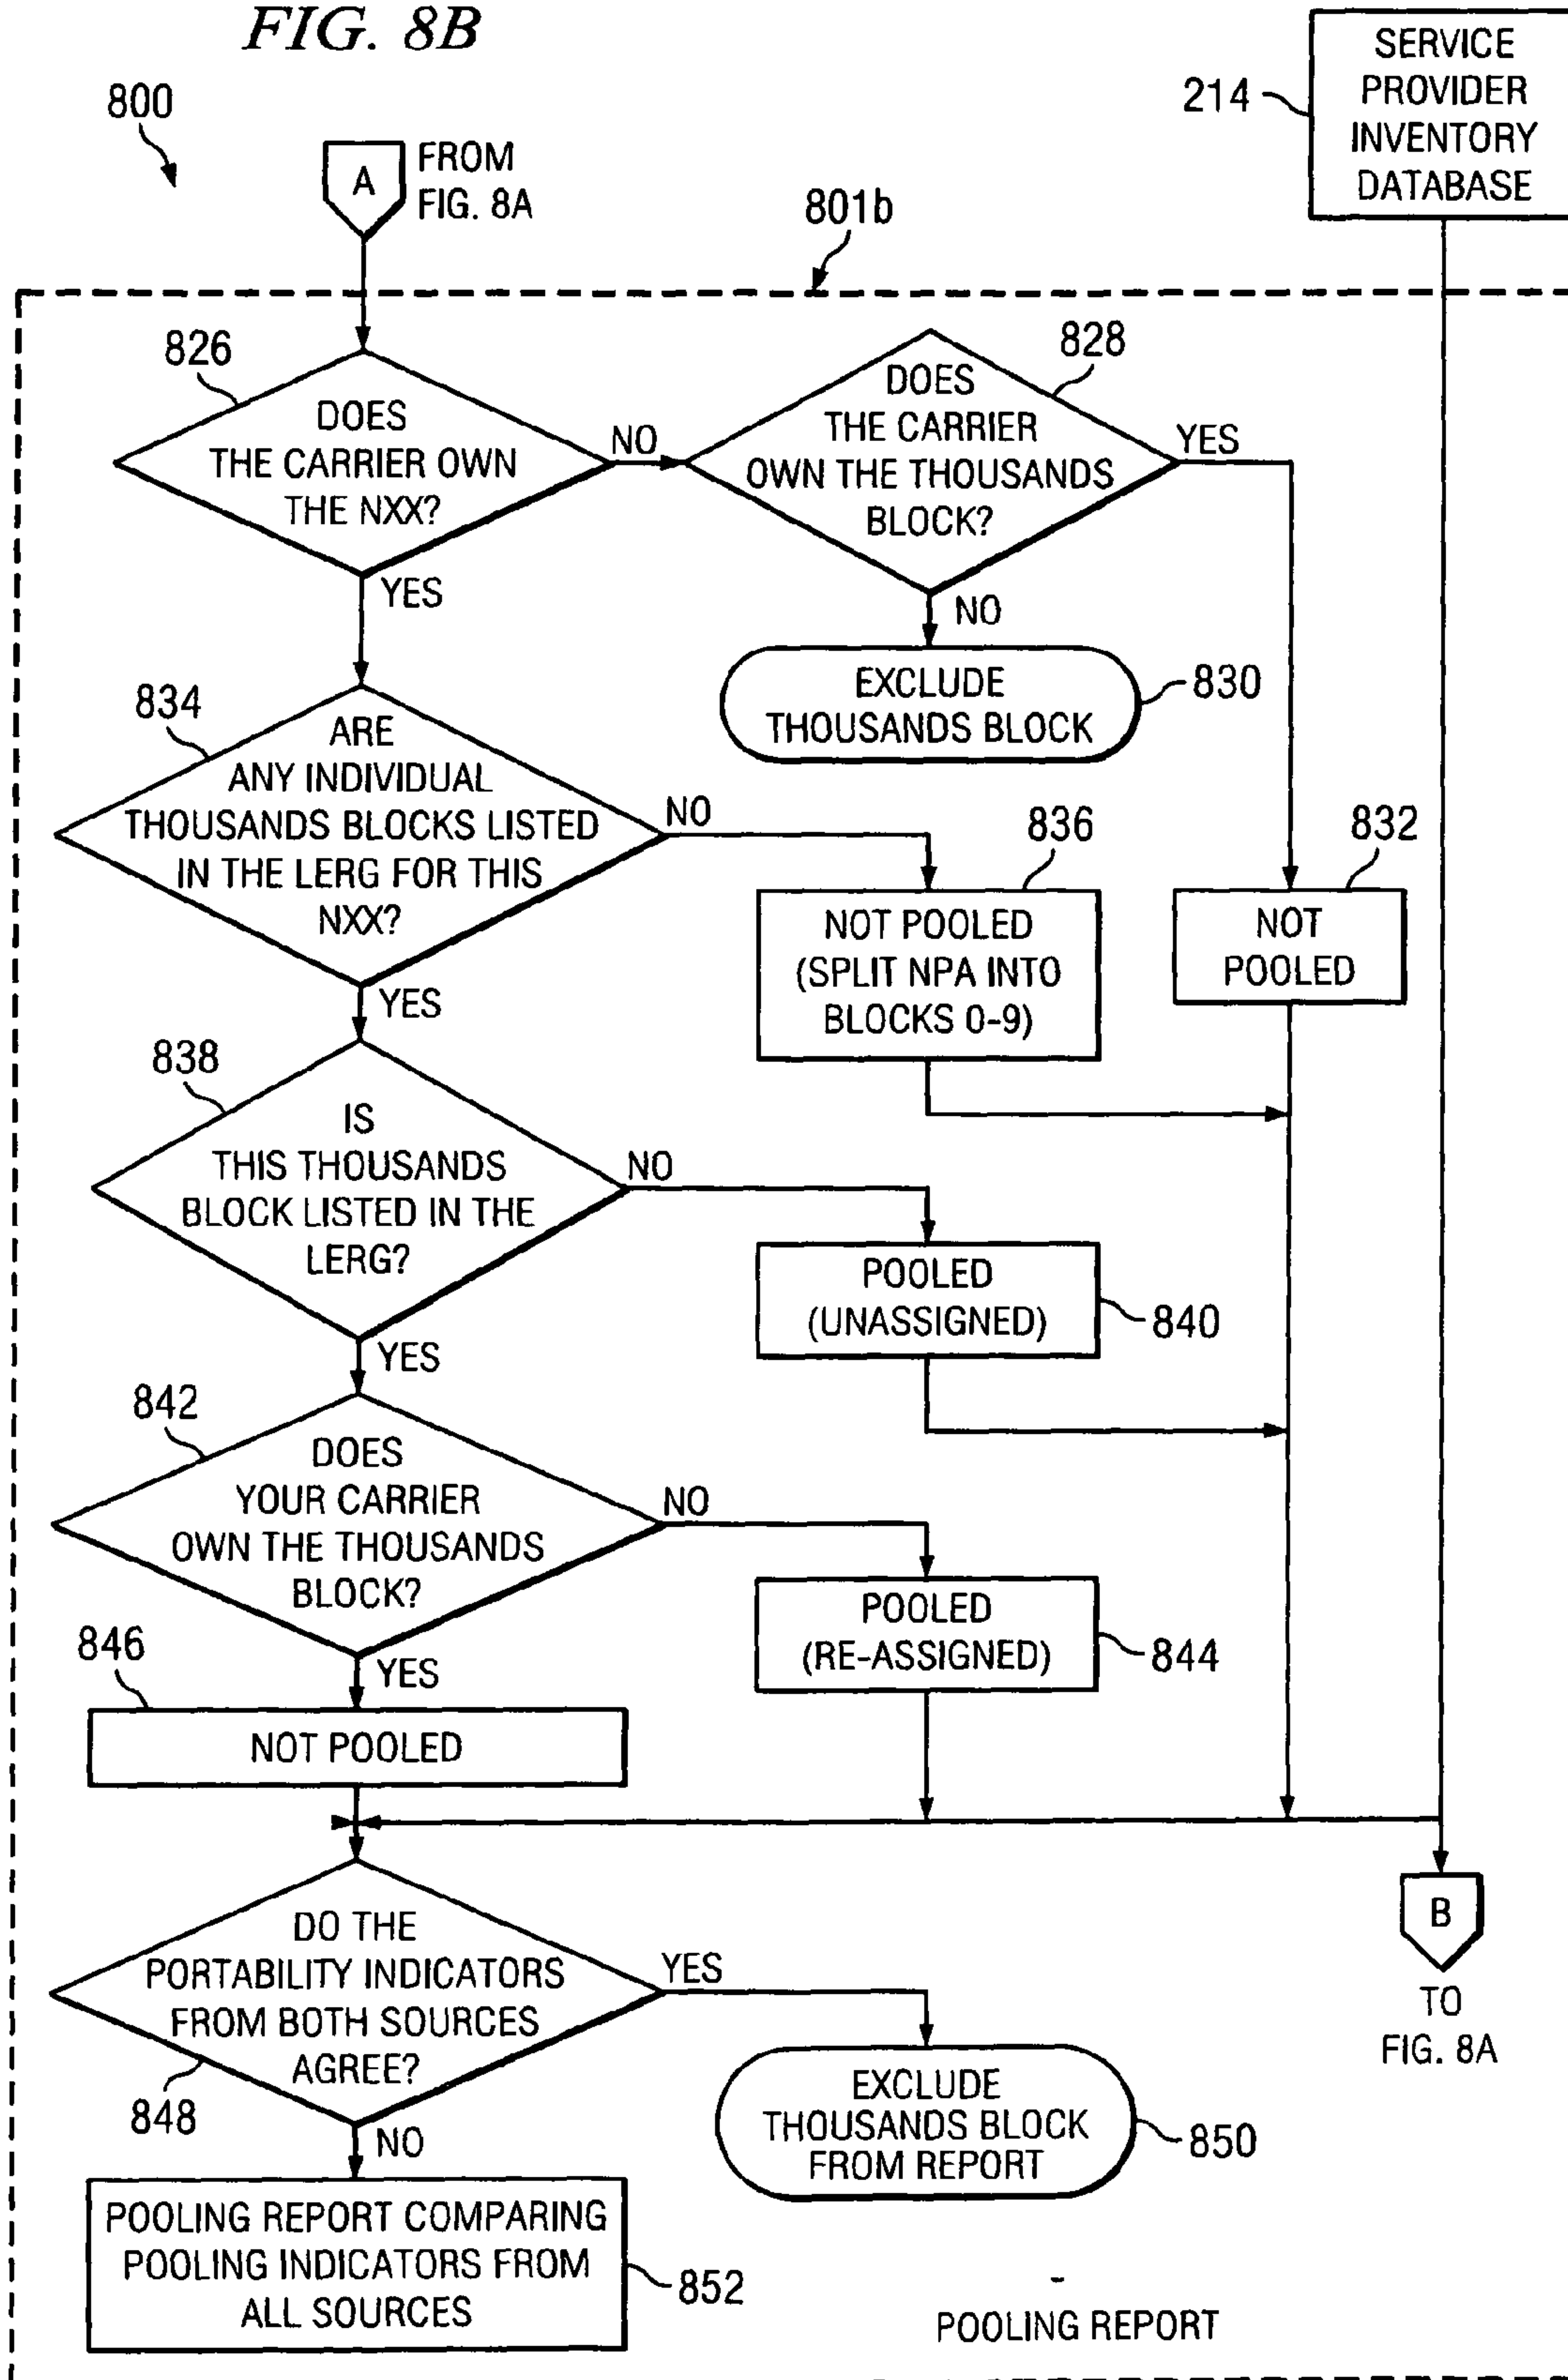 FIG. 8B
800
A
FROM
FIG. 8A
801b
214
SERVICE
PROVIDER
INVENTORY
DATABASE
826
DOES
THE CARRIER OWN
THE NXX?
NO
YES
828
DOES
THE CARRIER
OWN THE THOUSANDS
BLOCK?
YES
NO
EXCLUDE
THOUSANDS BLOCK
830
834
ARE
ANY INDIVIDUAL
THOUSANDS BLOCKS LISTED
IN THE LERG FOR THIS
NXX?
NO
YES
836
NOT POOLED
(SPLIT NPA INTO
BLOCKS 0-9)
832
NOT
POOLED
838
IS
THIS THOUSANDS
BLOCK LISTED IN THE
LERG?
NO
YES
POOLED
(UNASSIGNED)
840
842
DOES
YOUR CARRIER
OWN THE THOUSANDS
BLOCK?
NO
YES
POOLED
(RE-ASSIGNED)
844
846
NOT POOLED
DO THE
PORTABILITY INDICATORS
FROM BOTH SOURCES
AGREE?
848
YES
NO
B
TO
FIG. 8A
EXCLUDE
THOUSANDS BLOCK
FROM REPORT
850
POOLING REPORT COMPARING
POOLING INDICATORS FROM
ALL SOURCES
852
POOLING REPORT